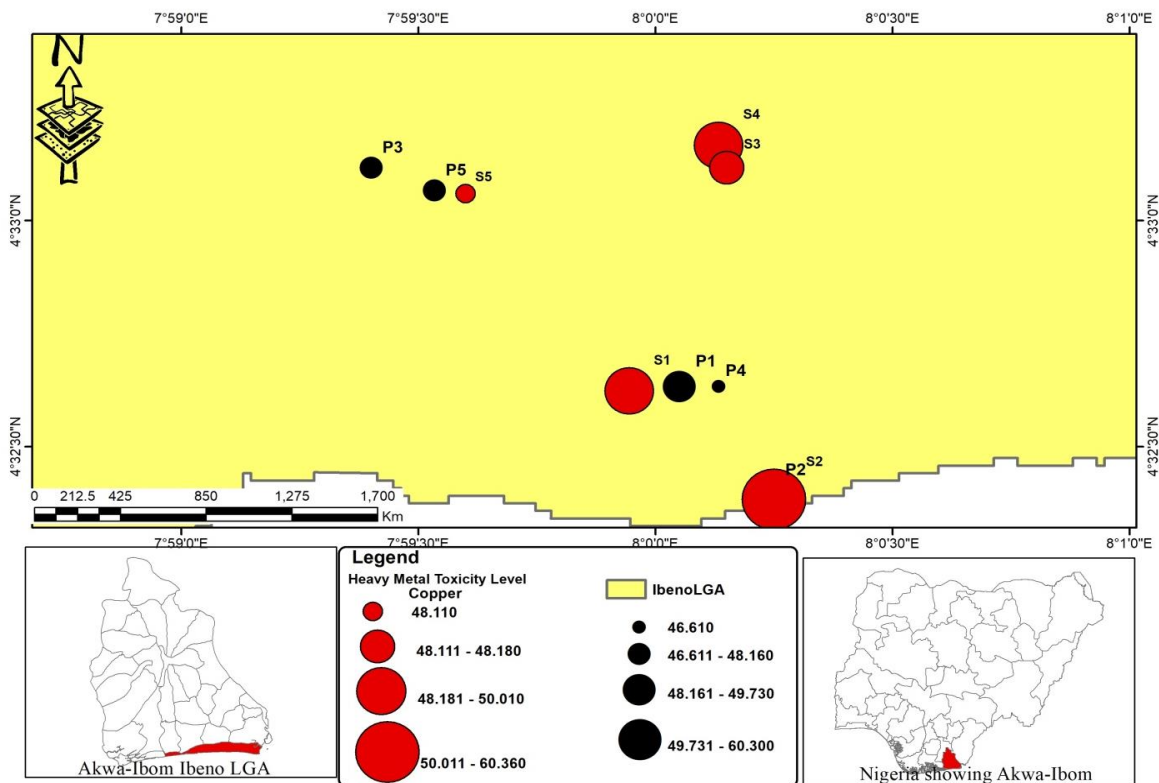 7°59'0"E 7°59'30"E 8°0'0"E 8°0'30"E 8°1'0"E
N
S4
S3
P3
P5
S5
4°33'0"N 4°33'0"N
S1
P1
P4
4°32'30"N 4°32'30"N
P2
S2
0 212.5 425 850 1,275 1,700
Km
7°59'0"E 7°59'30"E 8°0'0"E 8°0'30"E 8°1'0"E
Legend
Heavy Metal Toxicity Level
Copper
48.110
48.111 - 48.180
48.181 - 50.010
50.011 - 60.360
IbenoLGA
46.610
46.611 - 48.160
48.161 - 49.730
49.731 - 60.300
Akwa-Ibom Ibeno LGA
Nigeria showing Akwa-Ibom